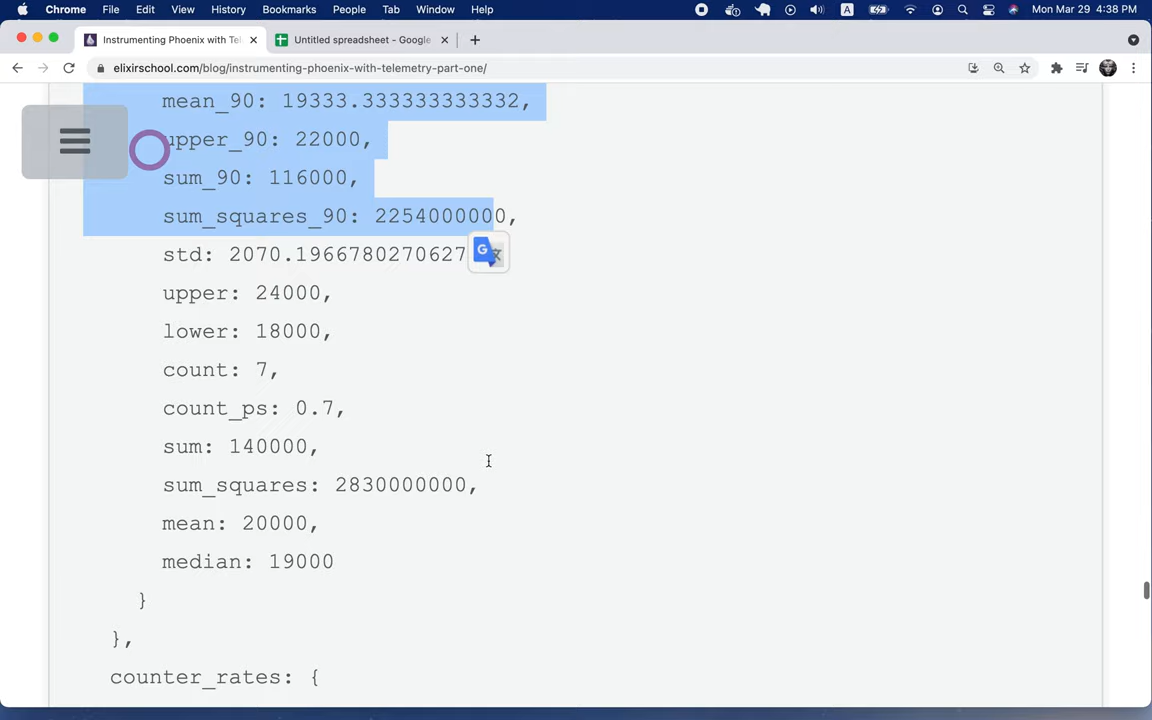 Chrome File Edit View History Bookmarks People Tab Window Help A Mon Mar 29 4:38 PM
Instrumenting Phoenix with Tel Untitled spreadsheet - Google
elixirschool.com/blog/instrumenting-phoenix-with-telemetry-part-one/
mean_90: 19333.333333333332,
upper_90: 22000,
sum_90: 116000,
sum_squares_90: 2254000000,
std: 2070.1966780270627
upper: 24000,
lower: 18000,
count: 7,
count_ps: 0.7,
sum: 140000,
sum_squares: 2830000000,
mean: 20000,
median: 19000
}
},
counter_rates: {